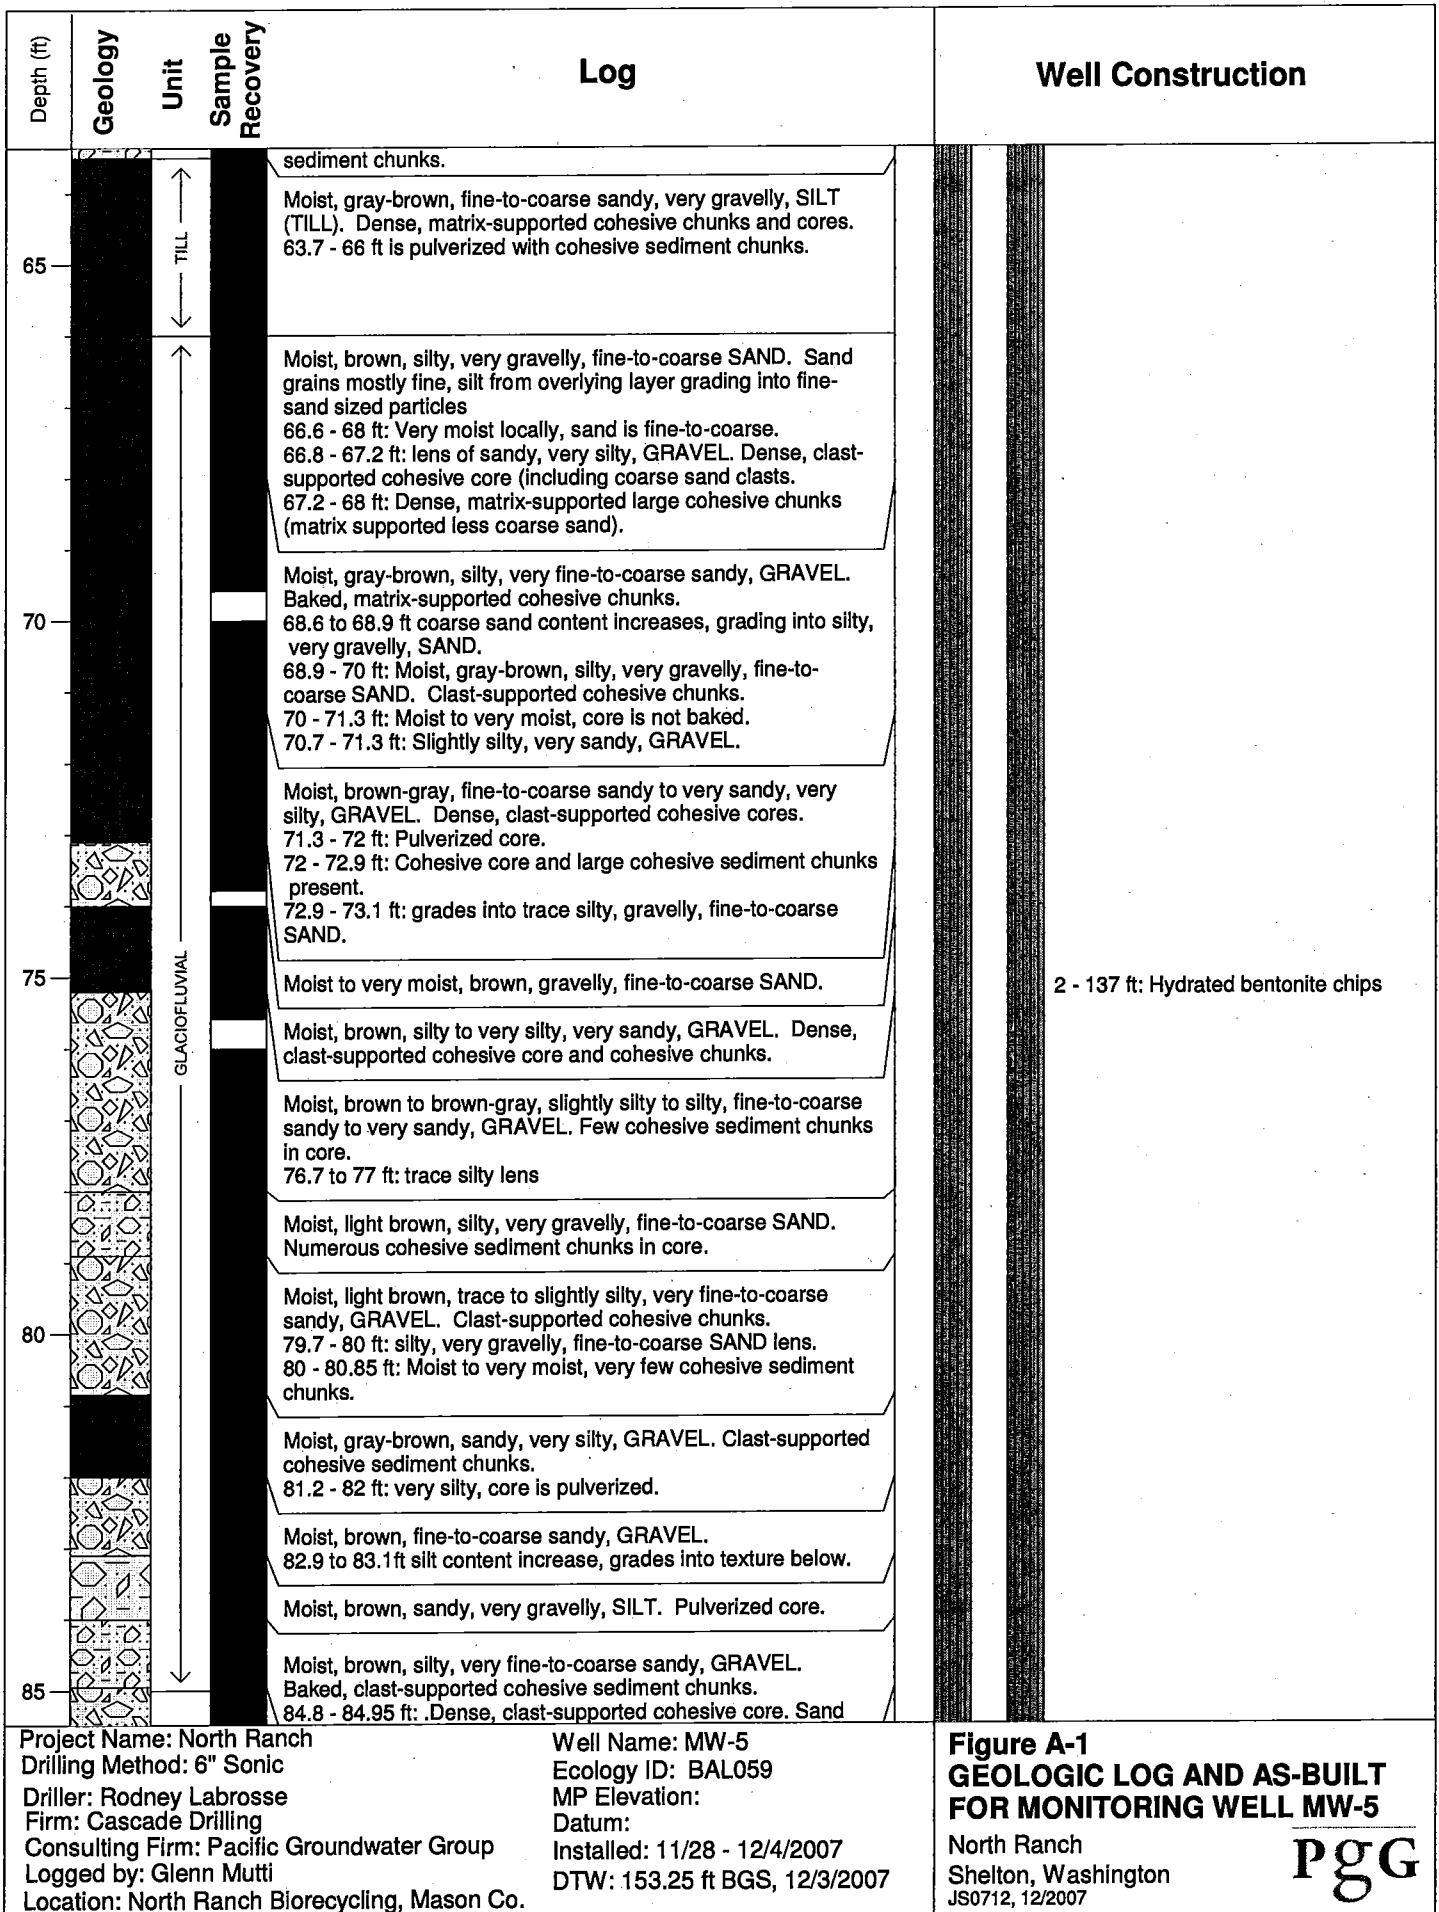 Depth (ft)
Geology
Unit
Sample
Recovery
Log
Well Construction
sediment chunks.
Moist, gray-brown, fine-to-coarse sandy, very gravelly, SILT
(TILL). Dense, matrix-supported cohesive chunks and cores.
63.7 - 66 ft is pulverized with cohesive sediment chunks.
TILL
65
Moist, brown, silty, very gravelly, fine-to-coarse SAND. Sand
grains mostly fine, silt from overlying layer grading into fine-
sand sized particles
66.6 - 68 ft: Very moist locally, sand is fine-to-coarse.
66.8 - 67.2 ft: lens of sandy, very silty, GRAVEL. Dense, clast-
supported cohesive core (including coarse sand clasts.
67.2 - 68 ft: Dense, matrix-supported large cohesive chunks
(matrix supported less coarse sand).
Moist, gray-brown, silty, very fine-to-coarse sandy, GRAVEL.
Baked, matrix-supported cohesive chunks.
70
68.6 to 68.9 ft coarse sand content increases, grading into silty,
very gravelly, SAND.
68.9 - 70 ft: Moist, gray-brown, silty, very gravelly, fine-to-
coarse SAND. Clast-supported cohesive chunks.
70 - 71.3 ft: Moist to very moist, core is not baked.
70.7 - 71.3 ft: Slightly silty, very sandy, GRAVEL.
Moist, brown-gray, fine-to-coarse sandy to very sandy, very
silty, GRAVEL. Dense, clast-supported cohesive cores.
71.3 - 72 ft: Pulverized core.
72 - 72.9 ft: Cohesive core and large cohesive sediment chunks
present.
72.9 - 73.1 ft: grades into trace silty, gravelly, fine-to-coarse
SAND.
GLACIOFLUVIAL
75
Moist to very moist, brown, gravelly, fine-to-coarse SAND.
2 - 137 ft: Hydrated bentonite chips
Moist, brown, silty to very silty, very sandy, GRAVEL. Dense,
clast-supported cohesive core and cohesive chunks.
Moist, brown to brown-gray, slightly silty to silty, fine-to-coarse
sandy to very sandy, GRAVEL. Few cohesive sediment chunks
in core.
76.7 to 77 ft: trace silty lens
Moist, light brown, silty, very gravelly, fine-to-coarse SAND.
Numerous cohesive sediment chunks in core.
Moist, light brown, trace to slightly silty, very fine-to-coarse
sandy, GRAVEL. Clast-supported cohesive chunks.
80
79.7 - 80 ft: silty, very gravelly, fine-to-coarse SAND lens.
80 - 80.85 ft: Moist to very moist, very few cohesive sediment
chunks.
Moist, gray-brown, sandy, very silty, GRAVEL. Clast-supported
cohesive sediment chunks.
81.2 - 82 ft: very silty, core is pulverized.
Moist, brown, fine-to-coarse sandy, GRAVEL.
82.9 to 83.1ft silt content increase, grades into texture below.
Moist, brown, sandy, very gravelly, SILT. Pulverized core.
Moist, brown, silty, very fine-to-coarse sandy, GRAVEL.
Baked, clast-supported cohesive sediment chunks.
85
84.8 - 84.95 ft: .Dense, clast-supported cohesive core. Sand
Project Name: North Ranch
Drilling Method: 6" Sonic
Driller: Rodney Labrosse
Firm: Cascade Drilling
Consulting Firm: Pacific Groundwater Group
Logged by: Glenn Mutti
Location: North Ranch Biorecycling, Mason Co.
Well Name: MW-5
Ecology ID: BAL059
MP Elevation:
Datum:
Installed: 11/28 - 12/4/2007
DTW: 153.25 ft BGS, 12/3/2007
Figure A-1
GEOLOGIC LOG AND AS-BUILT
FOR MONITORING WELL MW-5
North Ranch
Shelton, Washington
JS0712, 12/2007
PgG